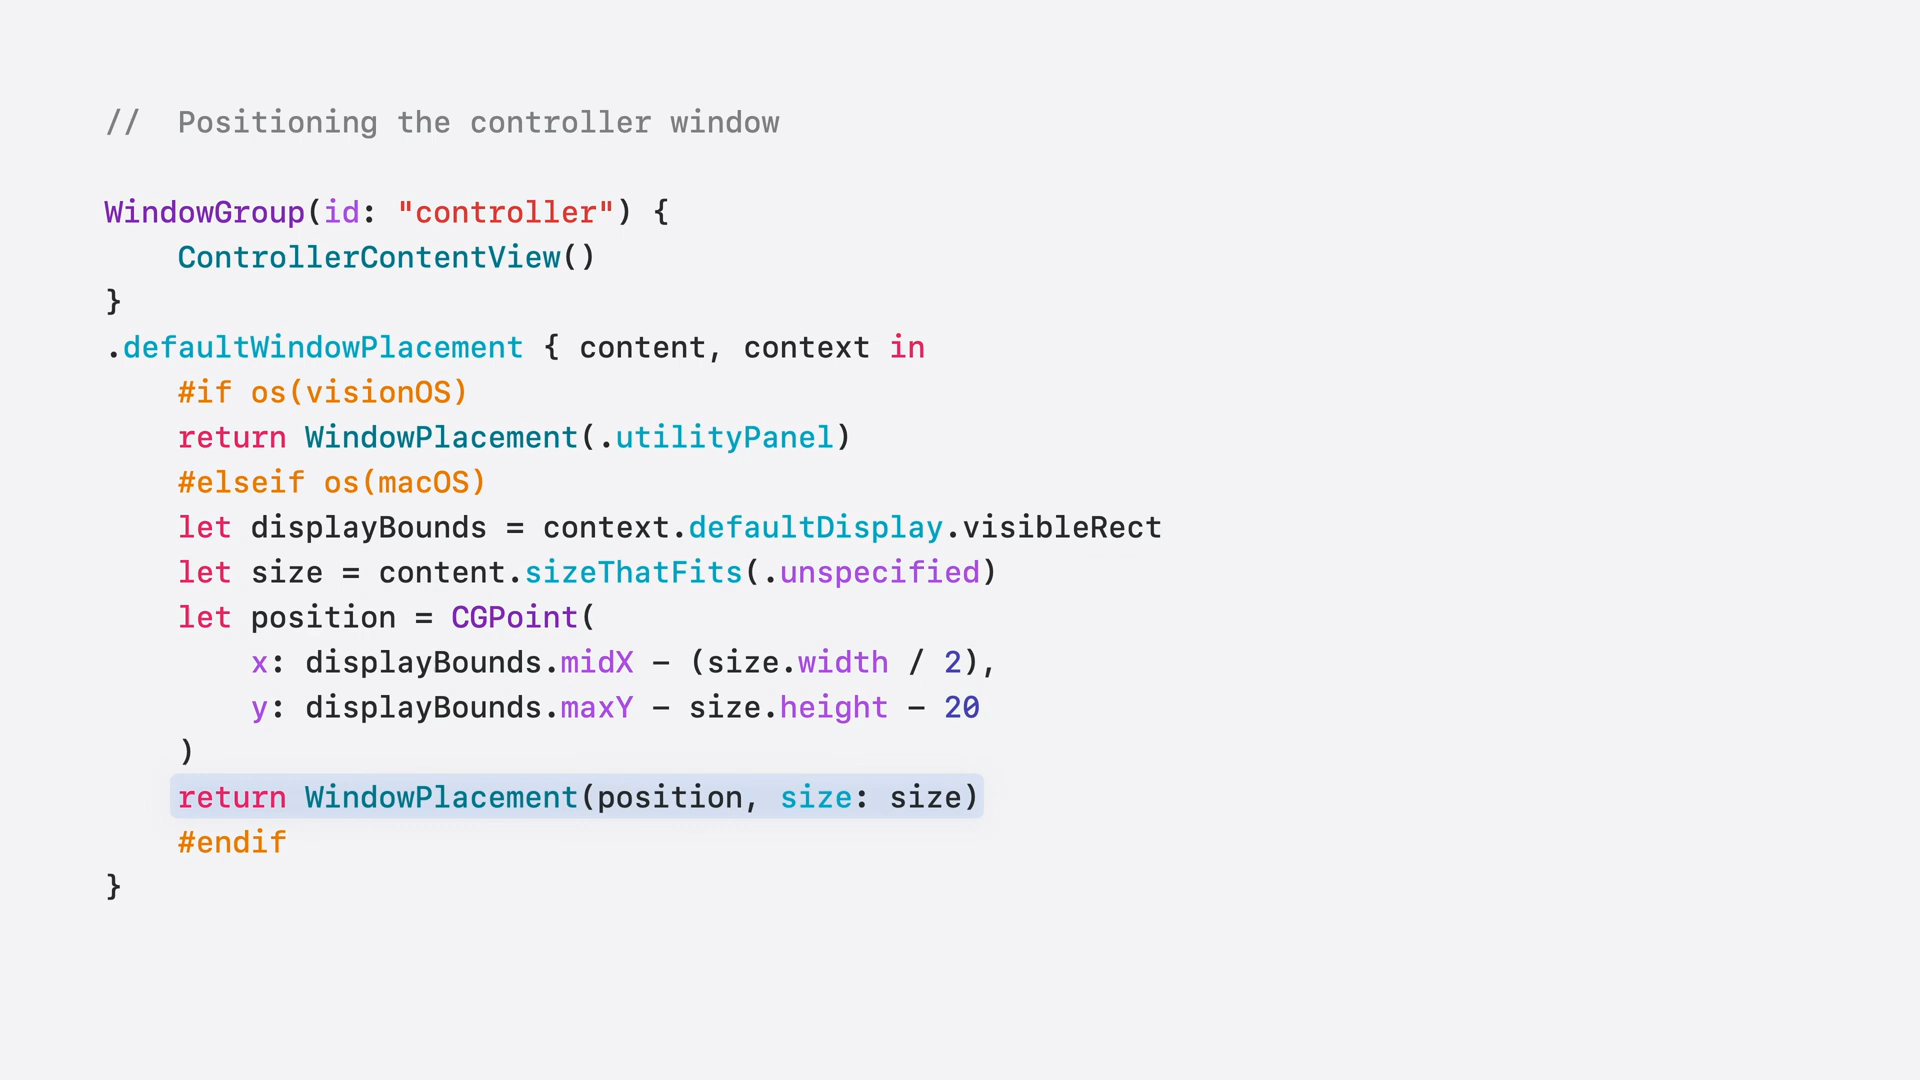 //  Positioning the controller window
WindowGroup(id: "controller") {
    ControllerContentView()
}
.defaultWindowPlacement { content, context in
    #if os(visionOS)
    return WindowPlacement(.utilityPanel)
    #elseif os(macOS)
    let displayBounds = context.defaultDisplay.visibleRect
    let size = content.sizeThatFits(.unspecified)
    let position = CGPoint(
        x: displayBounds.midX – (size.width / 2),
        y: displayBounds.maxY – size.height – 20
    )
    return WindowPlacement(position, size: size)
    #endif
}